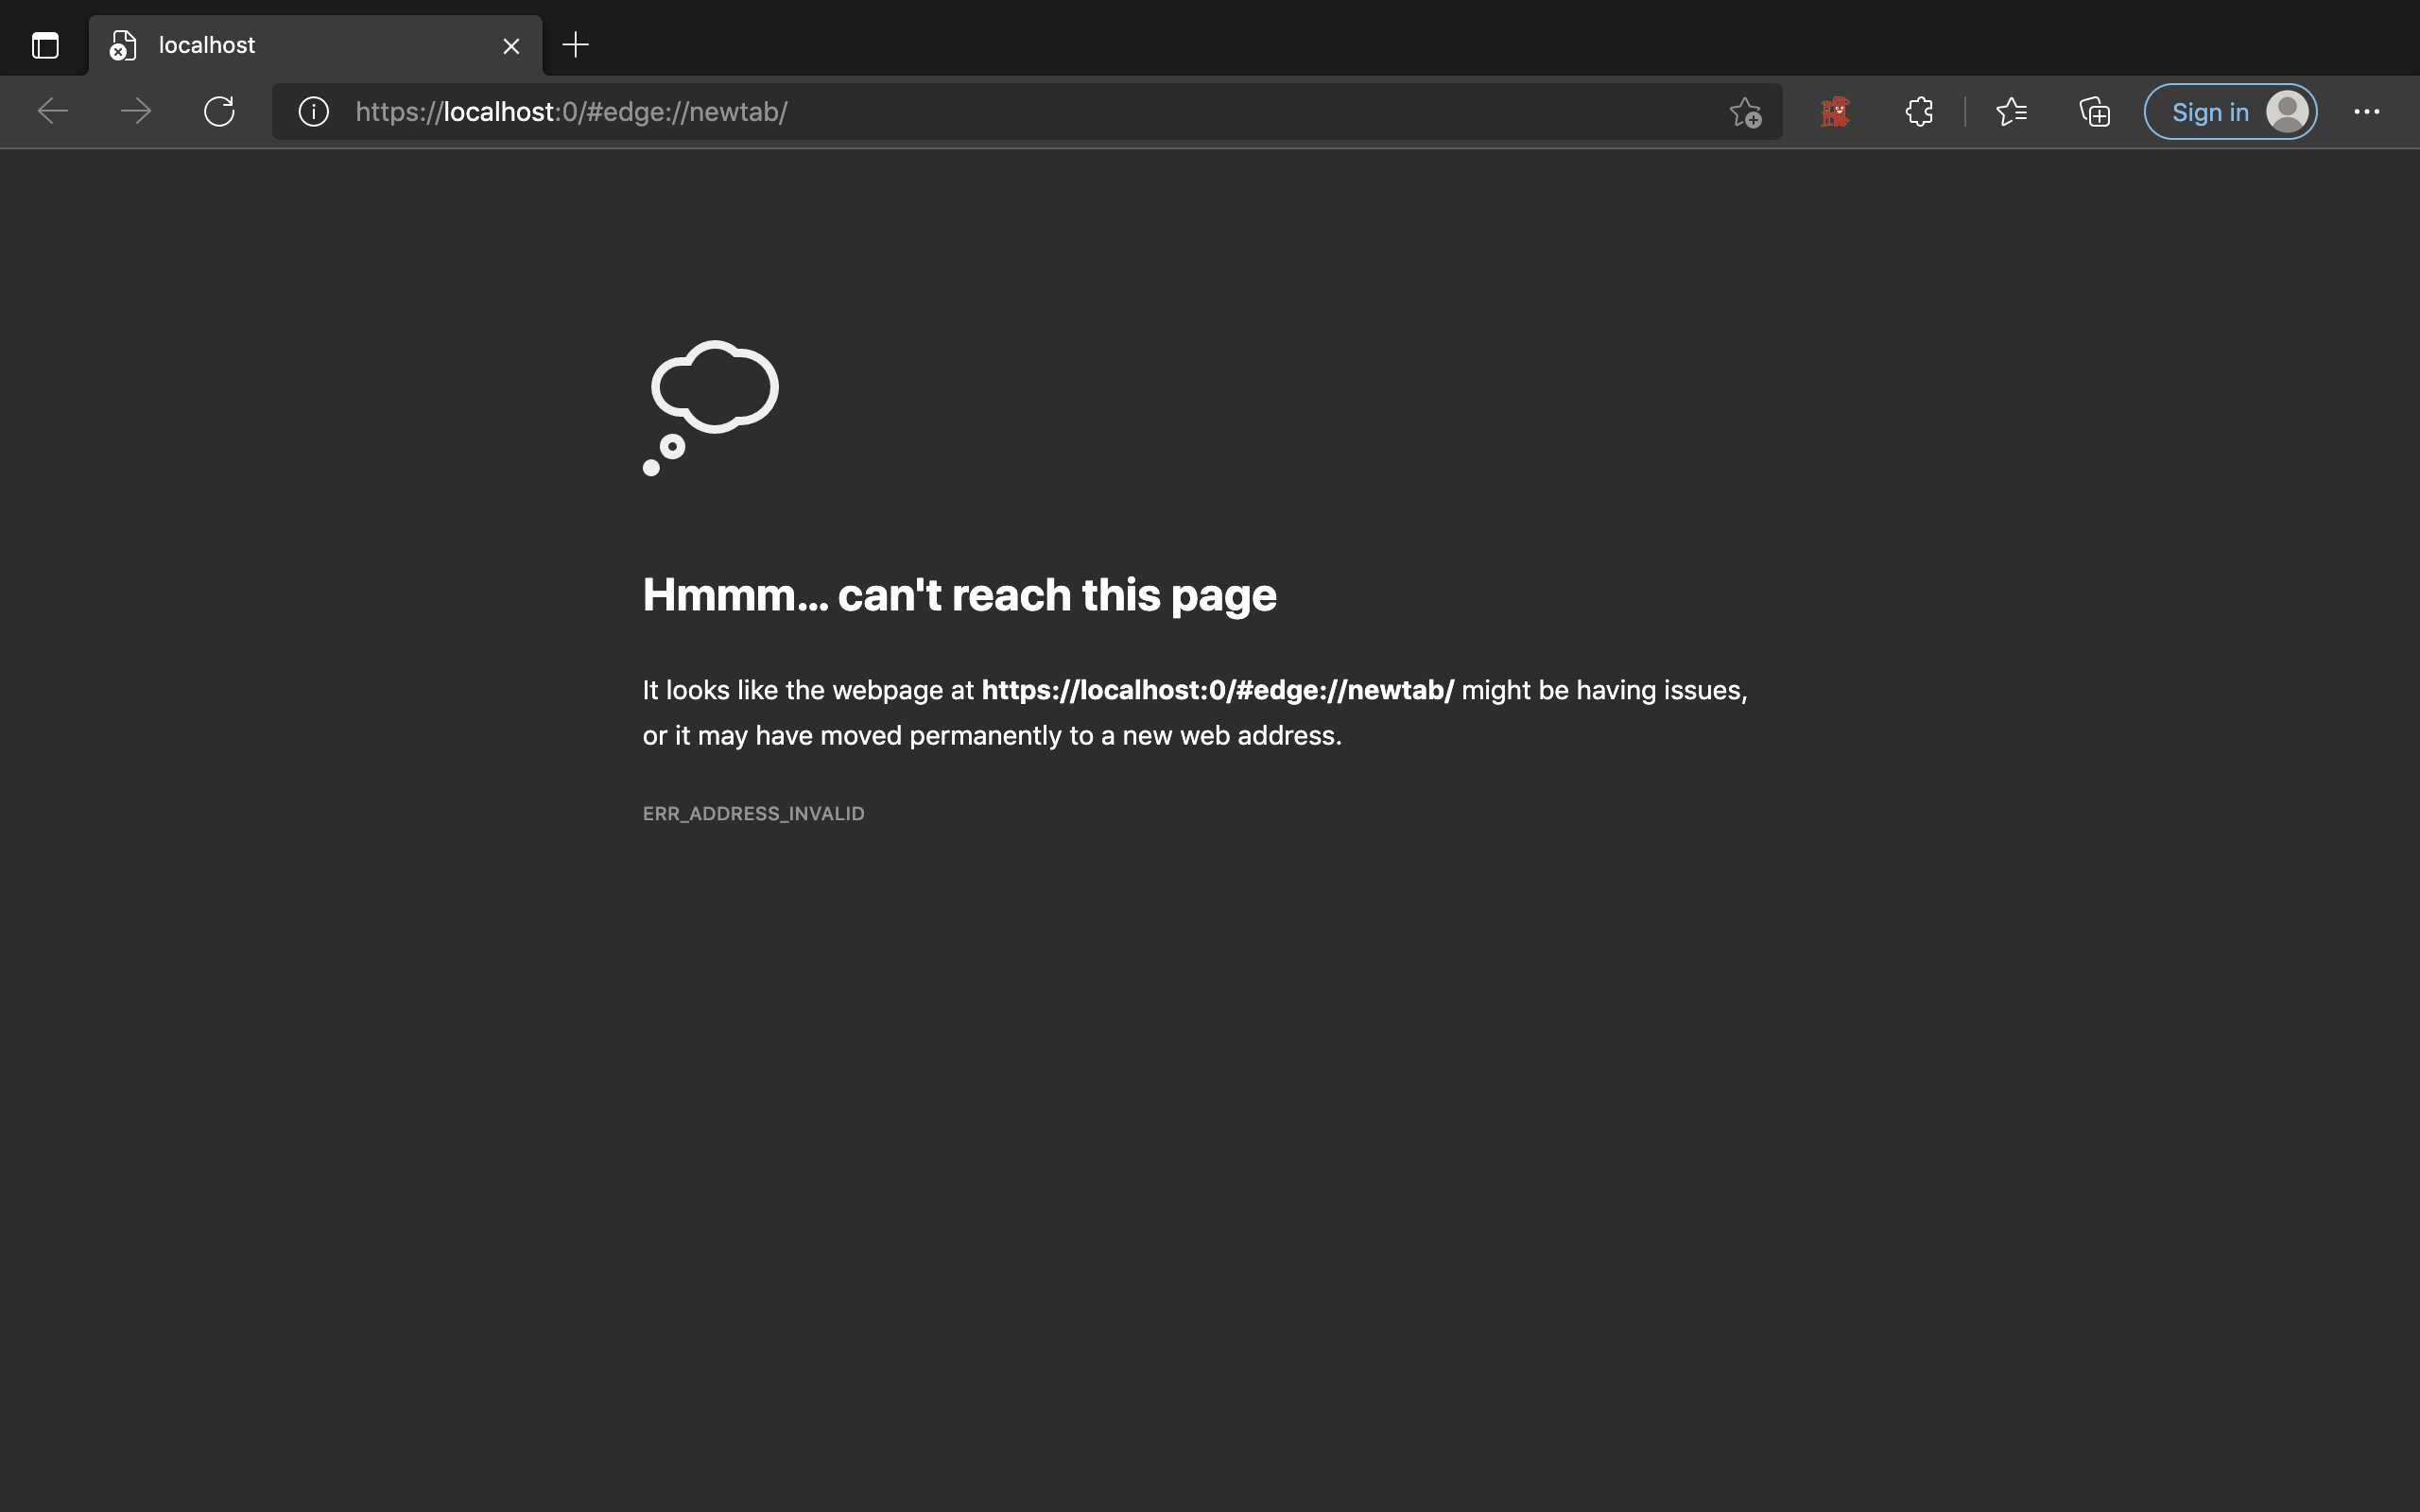 localhost
https://localhost:0/#edge://newtab/
Sign in
Hmmm... can't reach this page
It looks like the webpage at https://localhost:0/#edge://newtab/ might be having issues,
or it may have moved permanently to a new web address.
ERR_ADDRESS_INVALID